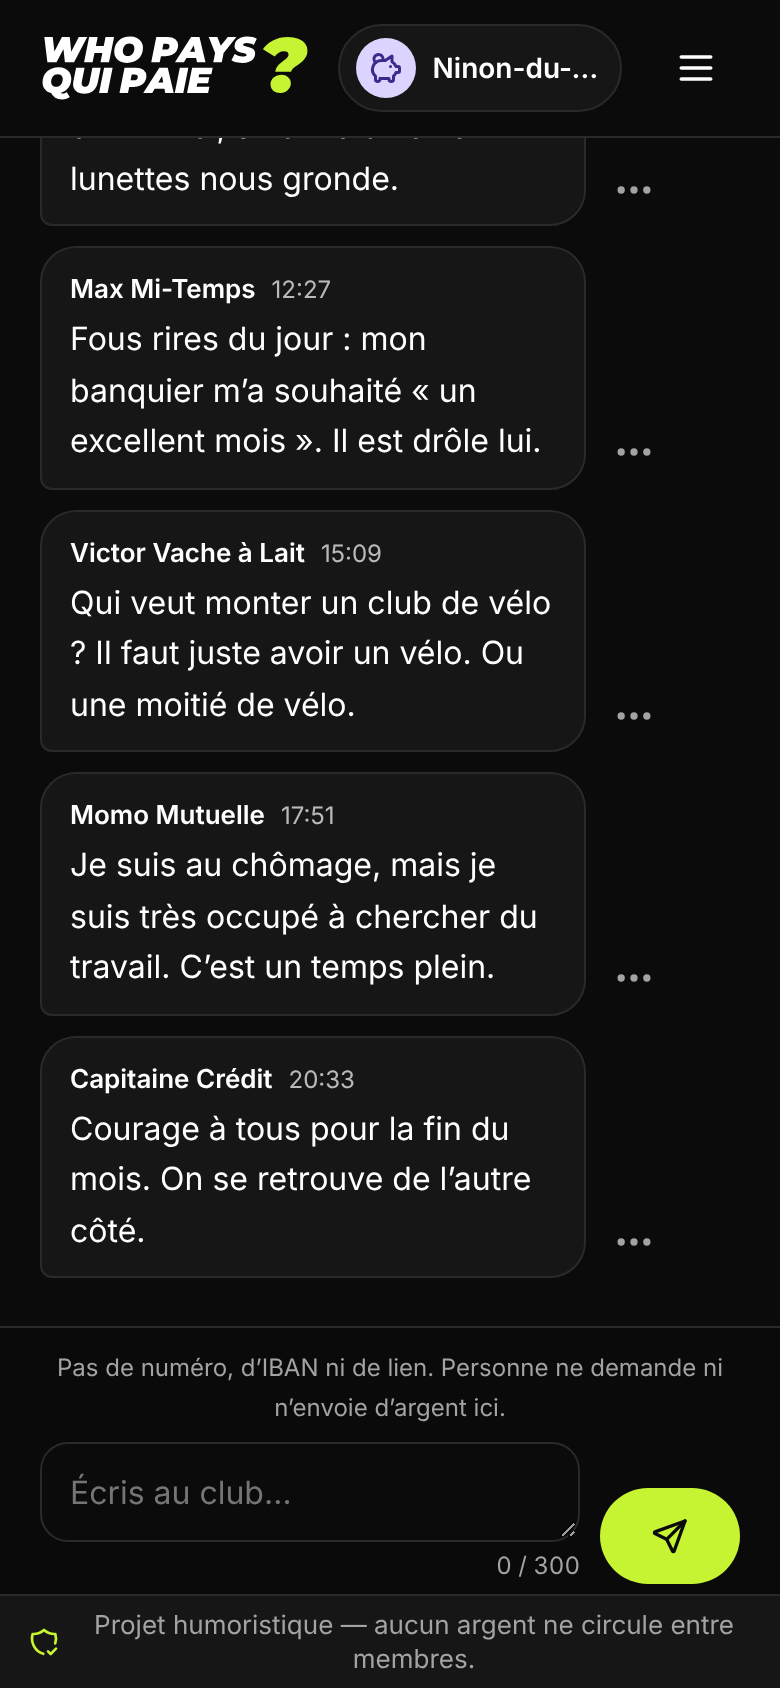 WHO PAYS
QUI PAIE ?
Ninon-du-...
lunettes nous gronde.
Max Mi-Temps 12:27
Fous rires du jour : mon
banquier m’a souhaité « un
excellent mois ». Il est drôle lui.
Victor Vache à Lait 15:09
Qui veut monter un club de vélo
? Il faut juste avoir un vélo. Ou
une moitié de vélo.
Momo Mutuelle 17:51
Je suis au chômage, mais je
suis très occupé à chercher du
travail. C’est un temps plein.
Capitaine Crédit 20:33
Courage à tous pour la fin du
mois. On se retrouve de l’autre
côté.
Pas de numéro, d’IBAN ni de lien. Personne ne demande ni
n’envoie d’argent ici.
Écris au club...
0 / 300
Projet humoristique — aucun argent ne circule entre
membres.